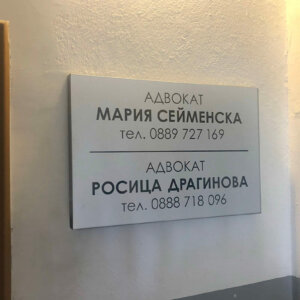 АДВОКАТ
МАРИЯ СЕЙМЕНСКА
тел. 0889 727 169
АДВОКАТ
РОСИЦА ДРАГИНОВА
тел. 0888 718 096